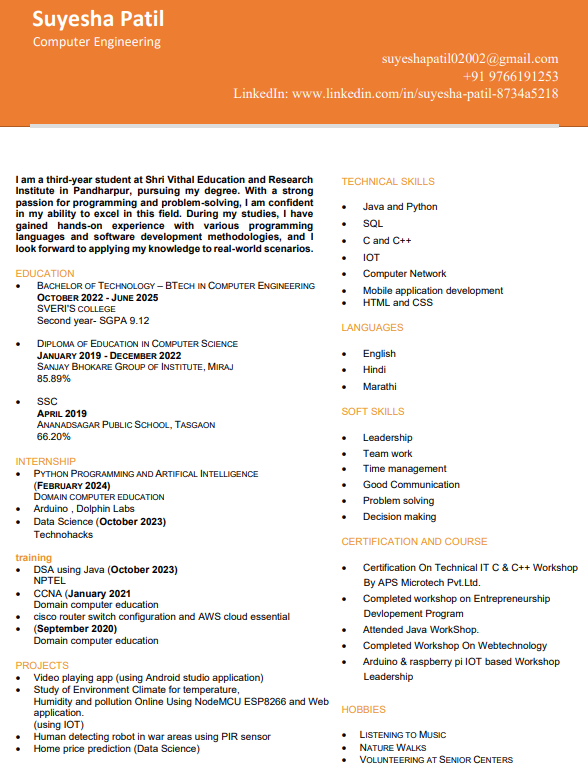 Suyesha Patil
Computer Engineering
suyeshapatil02002@gmail.com
+91 9766191253
LinkedIn: www.linkedin.com/in/suyesha-patil-8734a5218
I am a third-year student at Shri Vithal Education and Research
Institute in Pandharpur, pursuing my degree. With a strong
passion for programming and problem-solving, I am confident
in my ability to excel in this field. During my studies, I have
gained hands-on experience with various programming
languages and software development methodologies, and I
look forward to applying my knowledge to real-world scenarios.
EDUCATION
• BACHELOR OF TECHNOLOGY – BTECH IN COMPUTER ENGINEERING
OCTOBER 2022 - JUNE 2025
SVERI'S COLLEGE
Second year- SGPA 9.12
• DIPLOMA OF EDUCATION IN COMPUTER SCIENCE
JANUARY 2019 - DECEMBER 2022
SANJAY BHOKARE GROUP OF INSTITUTE, MIRAJ
85.89%
• SSC
APRIL 2019
ANANADSAGAR PUBLIC SCHOOL, TASGAON
66.20%
INTERNSHIP
• PYTHON PROGRAMMING AND ARTIFICAL INTELLIGENCE
(FEBRUARY 2024)
DOMAIN COMPUTER EDUCATION
• Arduino , Dolphin Labs
• Data Science (October 2023)
Technohacks
training
• DSA using Java (October 2023)
NPTEL
• CCNA (January 2021
Domain computer education
• cisco router switch configuration and AWS cloud essential
• (September 2020)
Domain computer education
PROJECTS
• Video playing app (using Android studio application)
• Study of Environment Climate for temperature,
Humidity and pollution Online Using NodeMCU ESP8266 and Web
application.
(using IOT)
• Human detecting robot in war areas using PIR sensor
• Home price prediction (Data Science)
TECHNICAL SKILLS
• Java and Python
• SQL
• C and C++
• IOT
• Computer Network
• Mobile application development
• HTML and CSS
LANGUAGES
• English
• Hindi
• Marathi
SOFT SKILLS
• Leadership
• Team work
• Time management
• Good Communication
• Problem solving
• Decision making
CERTIFICATION AND COURSE
• Certification On Technical IT C & C++ Workshop
By APS Microtech Pvt.Ltd.
• Completed workshop on Entrepreneurship
Devlopement Program
• Attended Java WorkShop.
• Completed Workshop On Webtechnology
• Arduino & raspberry pi IOT based Workshop
Leadership
HOBBIES
• LISTENING TO MUSIC
• NATURE WALKS
• VOLUNTEERING AT SENIOR CENTERS